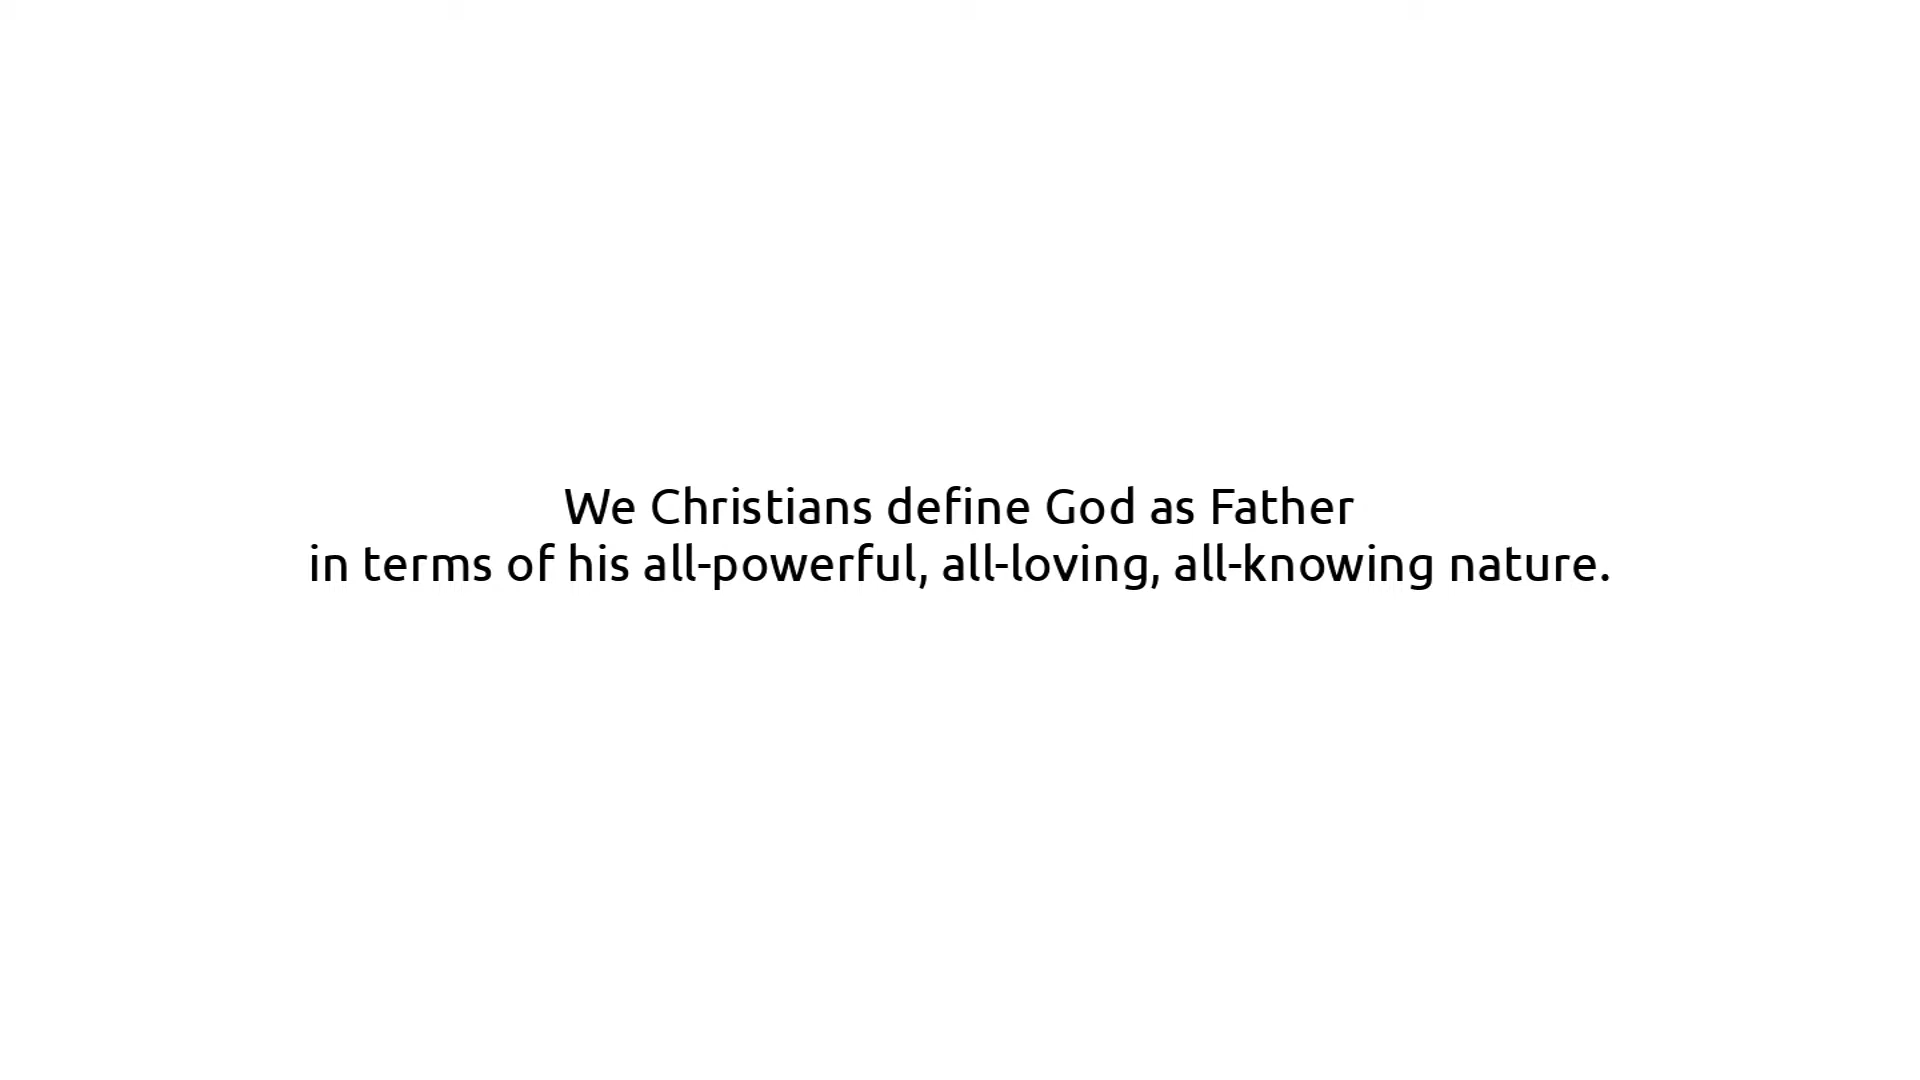 We Christians define God as Father
in terms of his all-powerful, all-loving, all-knowing nature.